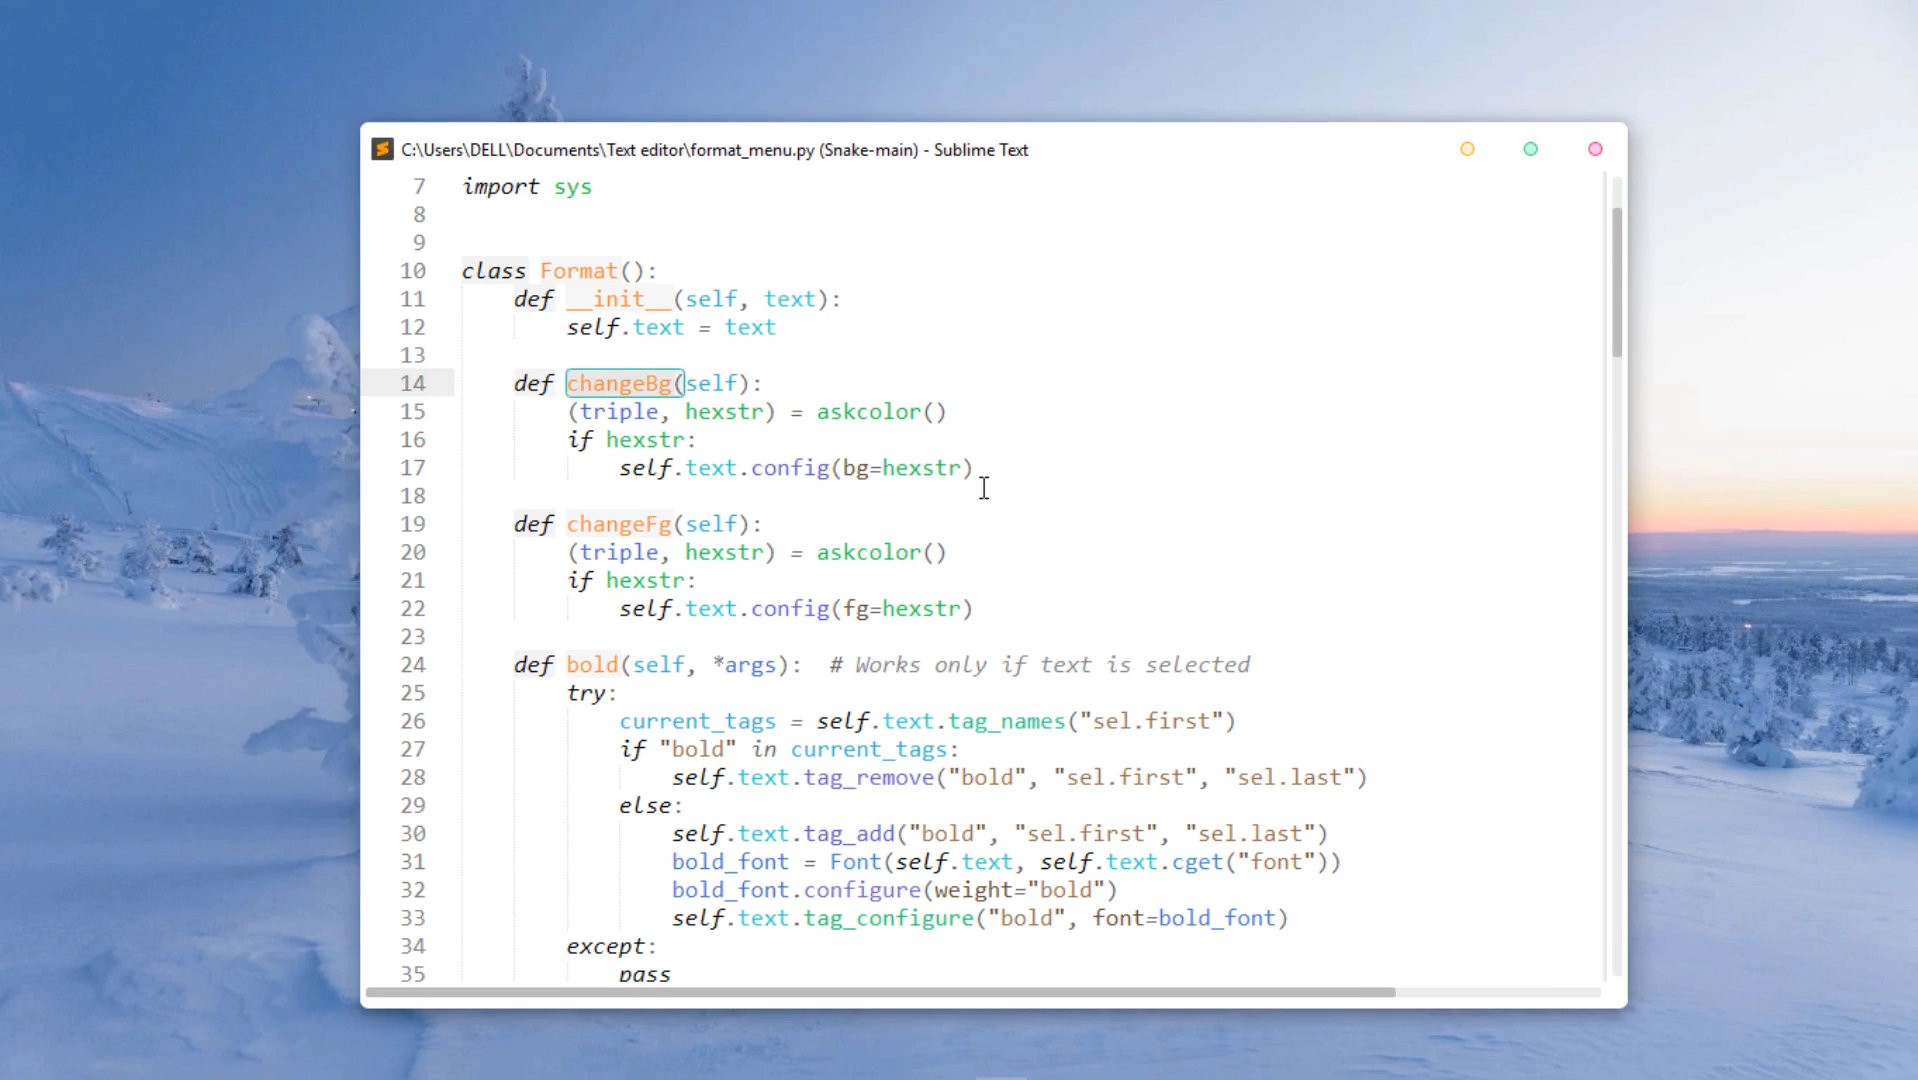 C:\Users\DELL\Documents\Text editor\format_menu.py (Snake-main) - Sublime Text
7 import sys
8
9
10 class Format():
11     def __init__(self, text):
12         self.text = text
13
14     def changeBg(self):
15         (triple, hexstr) = askcolor()
16         if hexstr:
17             self.text.config(bg=hexstr)
18
19     def changeFg(self):
20         (triple, hexstr) = askcolor()
21         if hexstr:
22             self.text.config(fg=hexstr)
23
24     def bold(self, *args):  # Works only if text is selected
25         try:
26             current_tags = self.text.tag_names("sel.first")
27             if "bold" in current_tags:
28                 self.text.tag_remove("bold", "sel.first", "sel.last")
29             else:
30                 self.text.tag_add("bold", "sel.first", "sel.last")
31                 bold_font = Font(self.text, self.text.cget("font"))
32                 bold_font.configure(weight="bold")
33                 self.text.tag_configure("bold", font=bold_font)
34         except:
35             pass